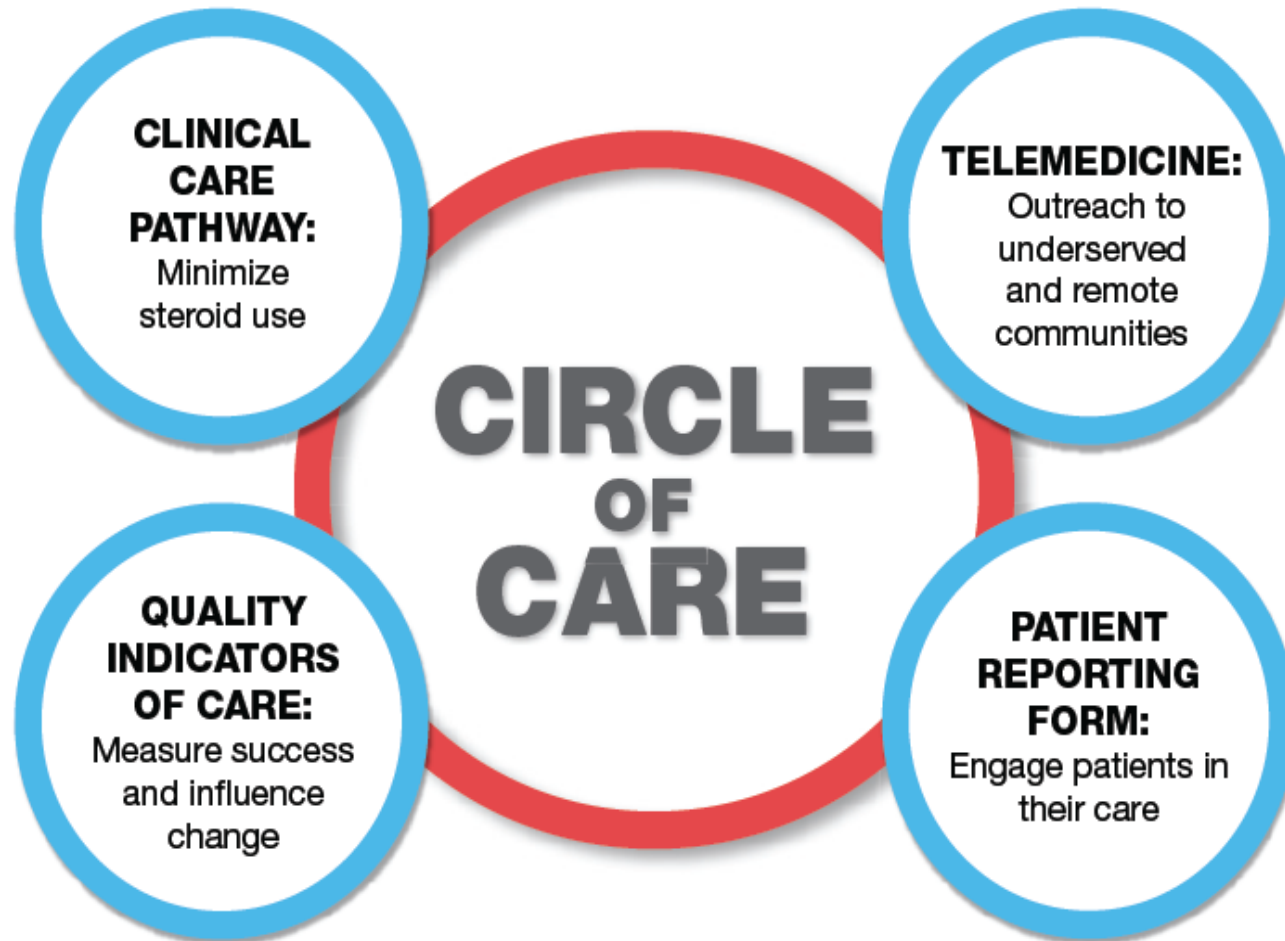 CLINICAL
CARE
PATHWAY:
Minimize
steroid use
TELEMEDICINE:
Outreach to
underserved
and remote
communities
CIRCLE
OF
CARE
QUALITY
INDICATORS
OF CARE:
Measure success
and influence
change
PATIENT
REPORTING
FORM:
Engage patients in
their care